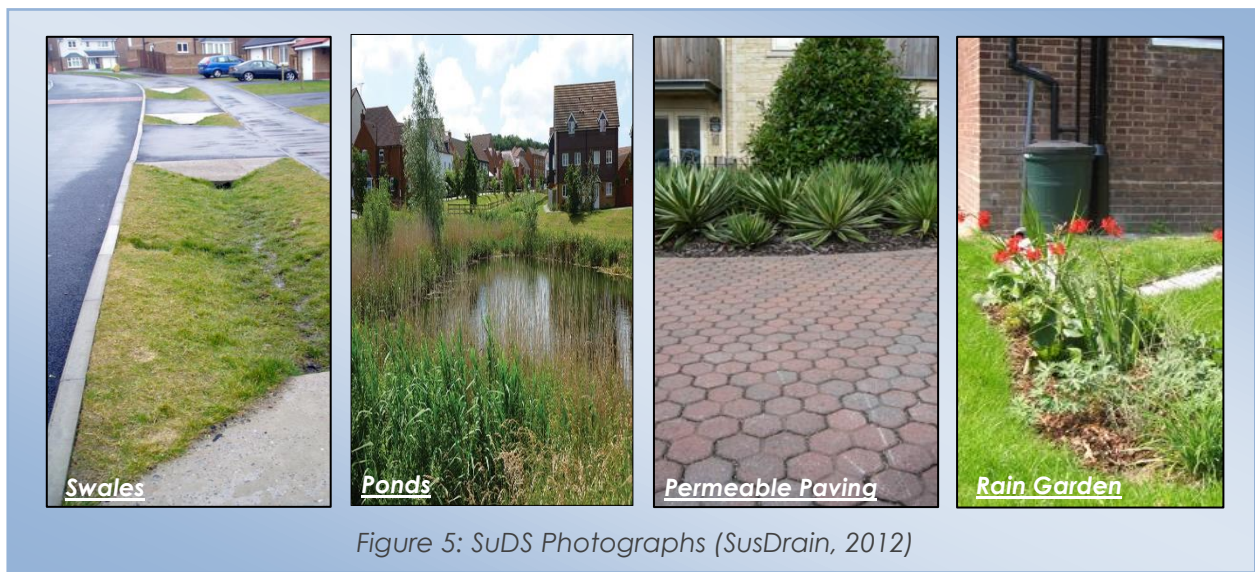 Swales
Ponds
Permeable Paving
Rain Garden
Figure 5: SuDS Photographs (SusDrain, 2012)